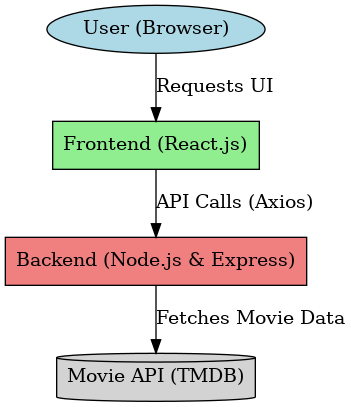 User (Browser)
Requests UI
Frontend (React.js)
API Calls (Axios)
Backend (Node.js & Express)
Fetches Movie Data
Movie API (TMDB)